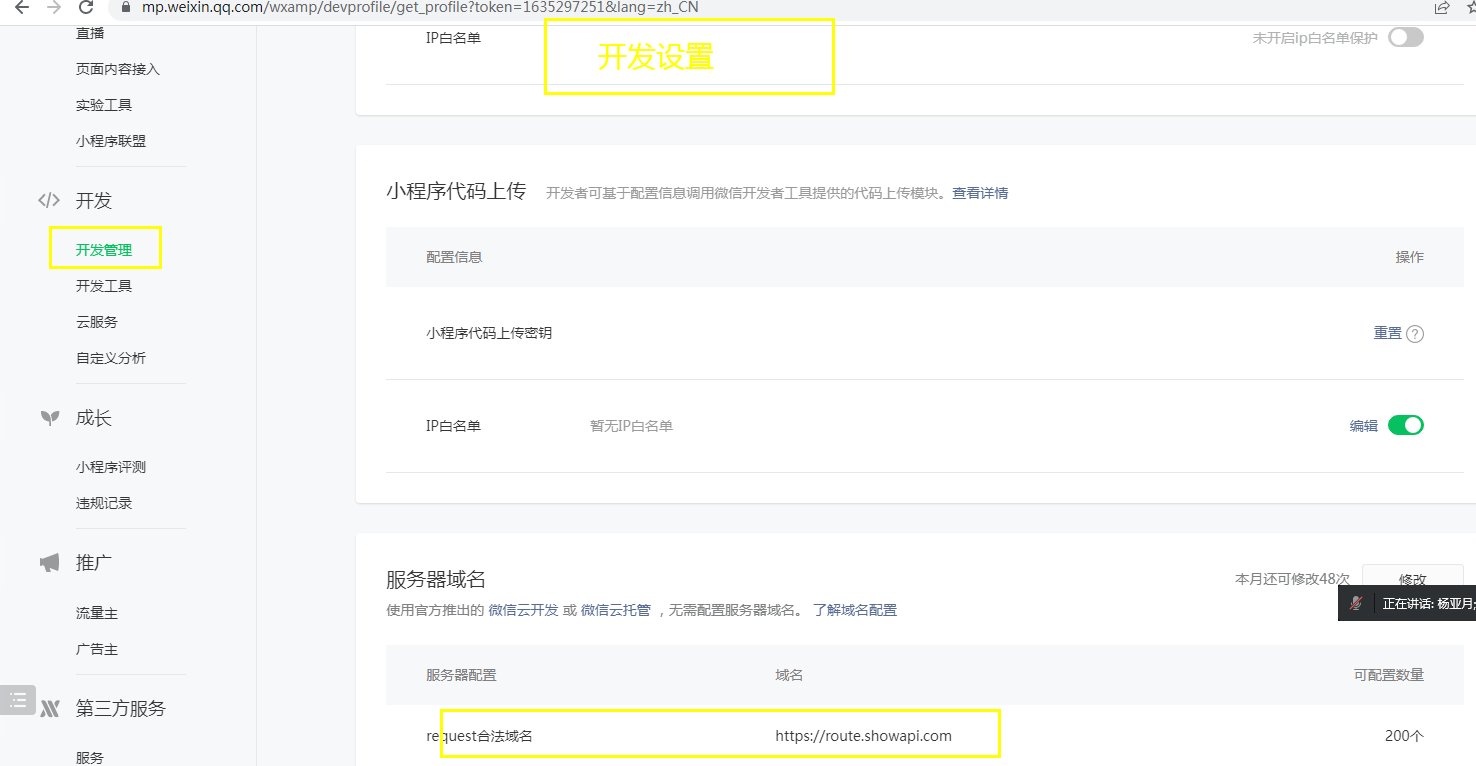 mp.weixin.qq.com/wxamp/devprofile/get_profile?token=1635297251&lang=zh_CN
直播
页面内容接入
实验工具
小程序联盟
开发
开发管理
开发工具
云服务
自定义分析
成长
小程序评测
违规记录
推广
流量主
广告主
第三方服务
服务
IP白名单
未开启ip白名单保护
开发设置
小程序代码上传 开发者可基于配置信息调用微信开发者工具提供的代码上传模块。查看详情
配置信息 操作
小程序代码上传密钥 重置 ?
IP白名单 暂无IP白名单 编辑
服务器域名 本月还可修改48次 修改
使用官方推出的 微信云开发 或 微信云托管 ，无需配置服务器域名。 了解域名配置
正在讲话: 杨亚月;
服务器配置 域名 可配置数量
request合法域名 https://route.showapi.com 200个